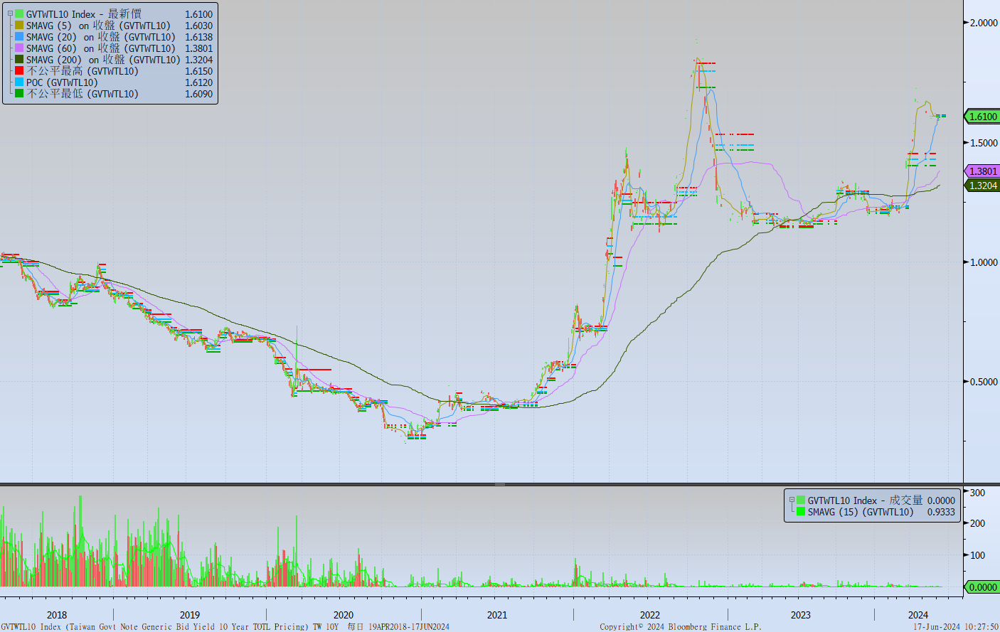 GVTWTL10 Index - 最新價 1.6100
SMAVG (5) on 收盤 (GVTWTL10) 1.6030
SMAVG (20) on 收盤 (GVTWTL10) 1.6138
SMAVG (60) on 收盤 (GVTWTL10) 1.3801
SMAVG (200) on 收盤 (GVTWTL10) 1.3204
不公平最高 (GVTWTL10) 1.6150
POC (GVTWTL10) 1.6120
不公平最低 (GVTWTL10) 1.6090
2.0000
1.6100
1.5000
1.3801
1.3204
1.0000
0.5000
GVTWTL10 Index - 成交量 0.0000
SMAVG (15) (GVTWTL10) 0.9333
300
200
100
0.0000
2018 2019 2020 2021 2022 2023 2024
GVTWTL10 Index (Taiwan Govt Note Generic Bid Yield 10 Year TOTL Pricing) TW 10Y 每日 19APR2018-17JUN2024 Copyright© 2024 Bloomberg Finance L.P. 17-Jun-2024 10:27:50